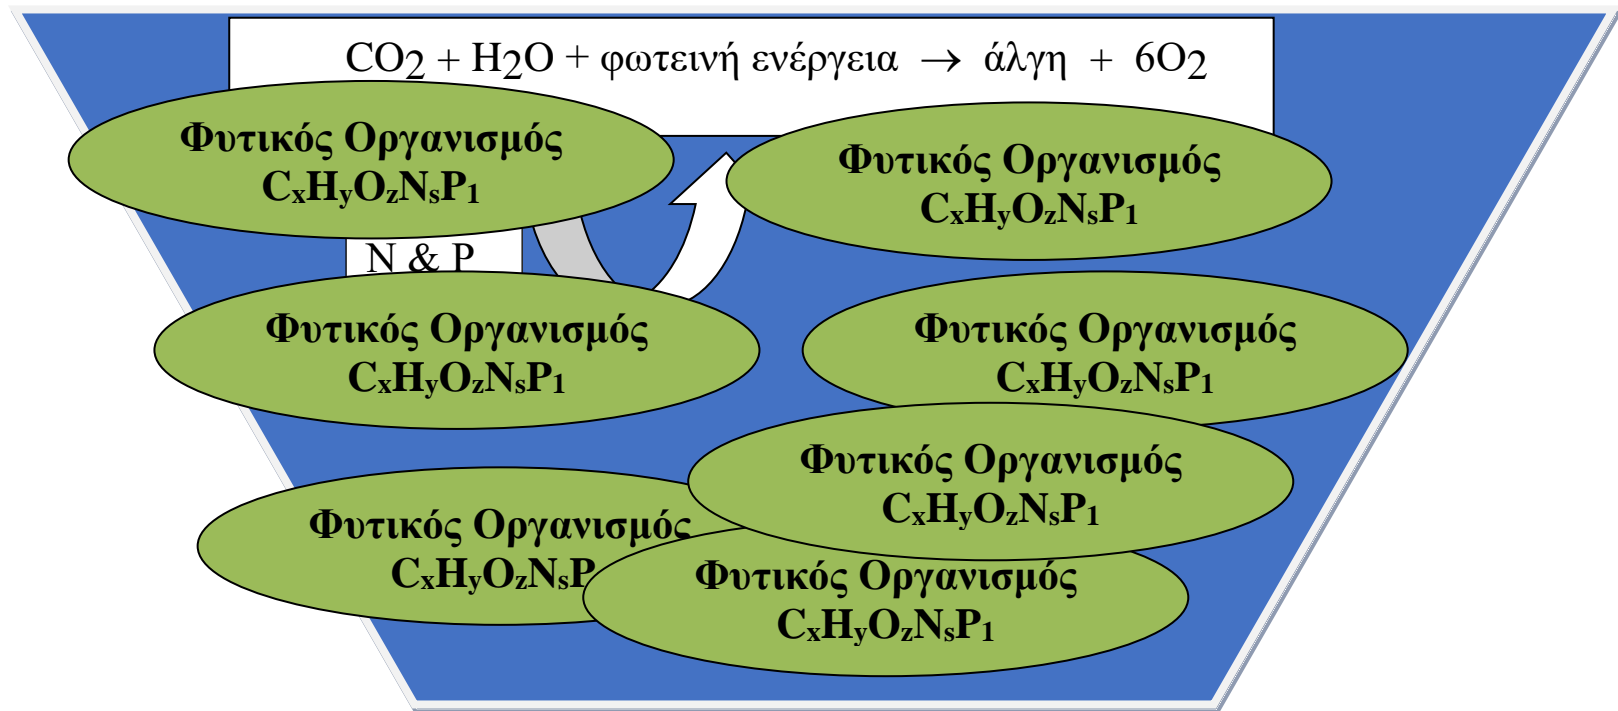 CO2 + H2O + φωτεινή ενέργεια → άλγη + 6O2
Φυτικός Οργανισμός
CxHyOzNsP1
Φυτικός Οργανισμός
CxHyOzNsP1
N & P
Φυτικός Οργανισμός
CxHyOzNsP1
Φυτικός Οργανισμός
CxHyOzNsP1
Φυτικός Οργανισμός
CxHyOzNsP1
Φυτικός Οργανισμός
CxHyOzNsP
Φυτικός Οργανισμός
CxHyOzNsP1